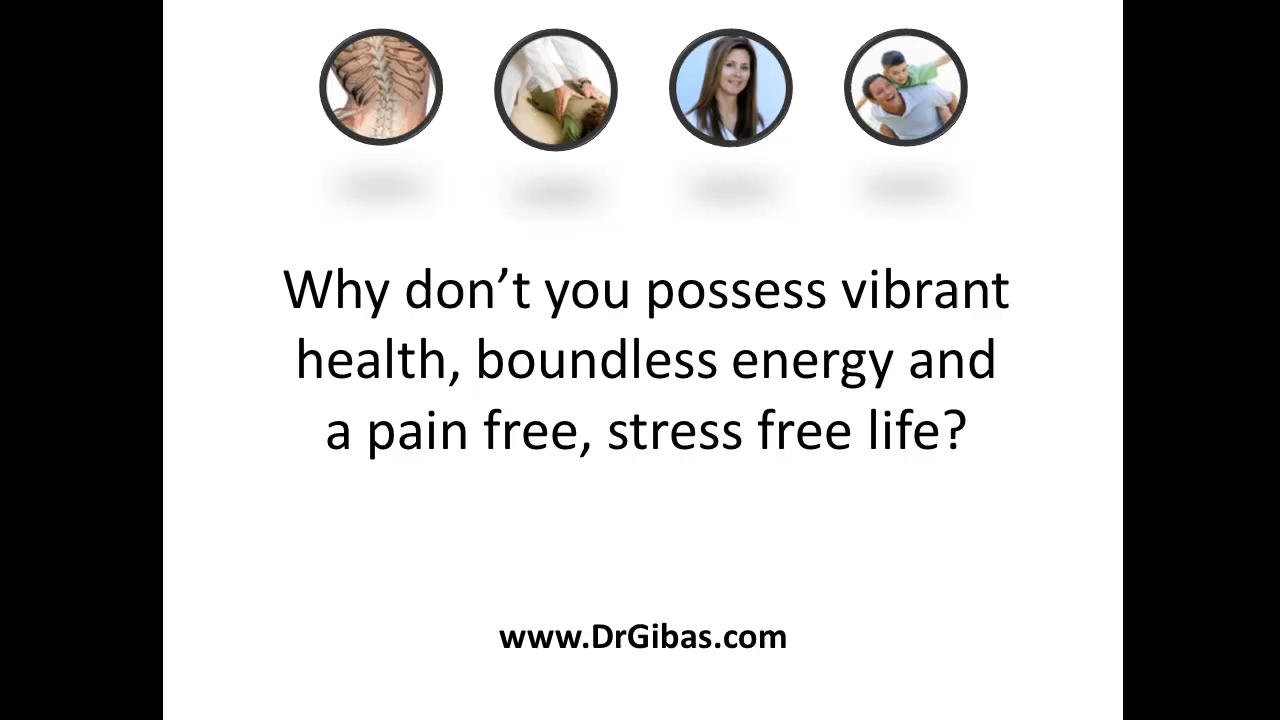 Why don’t you possess vibrant
health, boundless energy and
a pain free, stress free life?
www.DrGibas.com